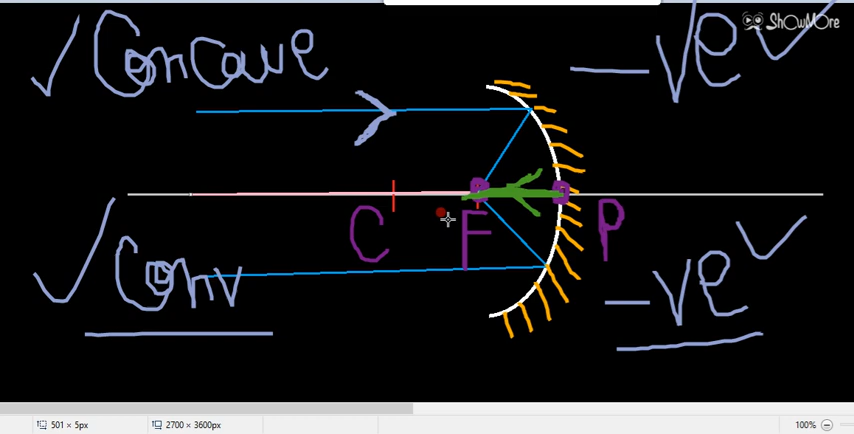 √ Concave
-ve √
ShowMore
C
F
P
√ Conv
-ve √
501 × 5px
2700 × 3600px
100%